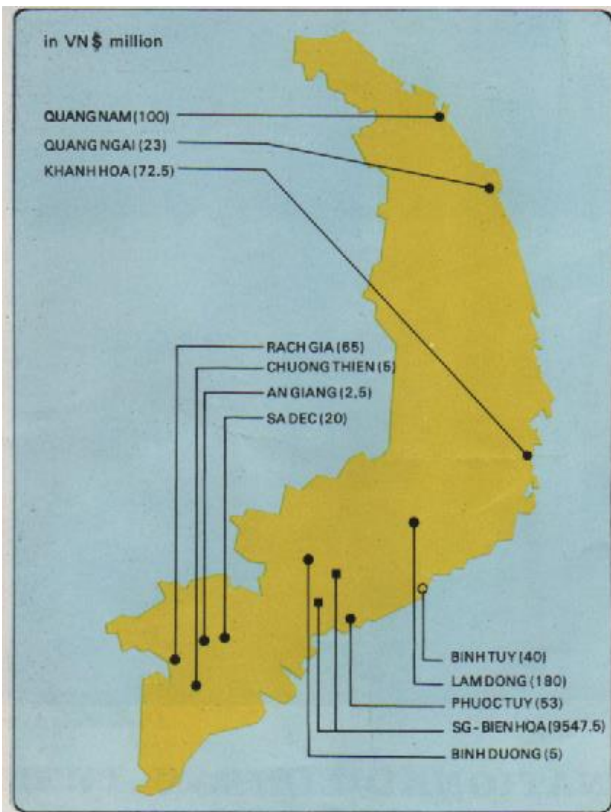 in VN$ million
QUANG NAM (100)
QUANG NGAI (23)
KHANH HOA (72.5)
RACH GIA (65)
CHUONG THIEN (5)
AN GIANG (2.5)
SA DEC (20)
BINH TUY (40)
LAM DONG (180)
PHUOC TUY (53)
SG - BIEN HOA (9547.5)
BINH DUONG (5)